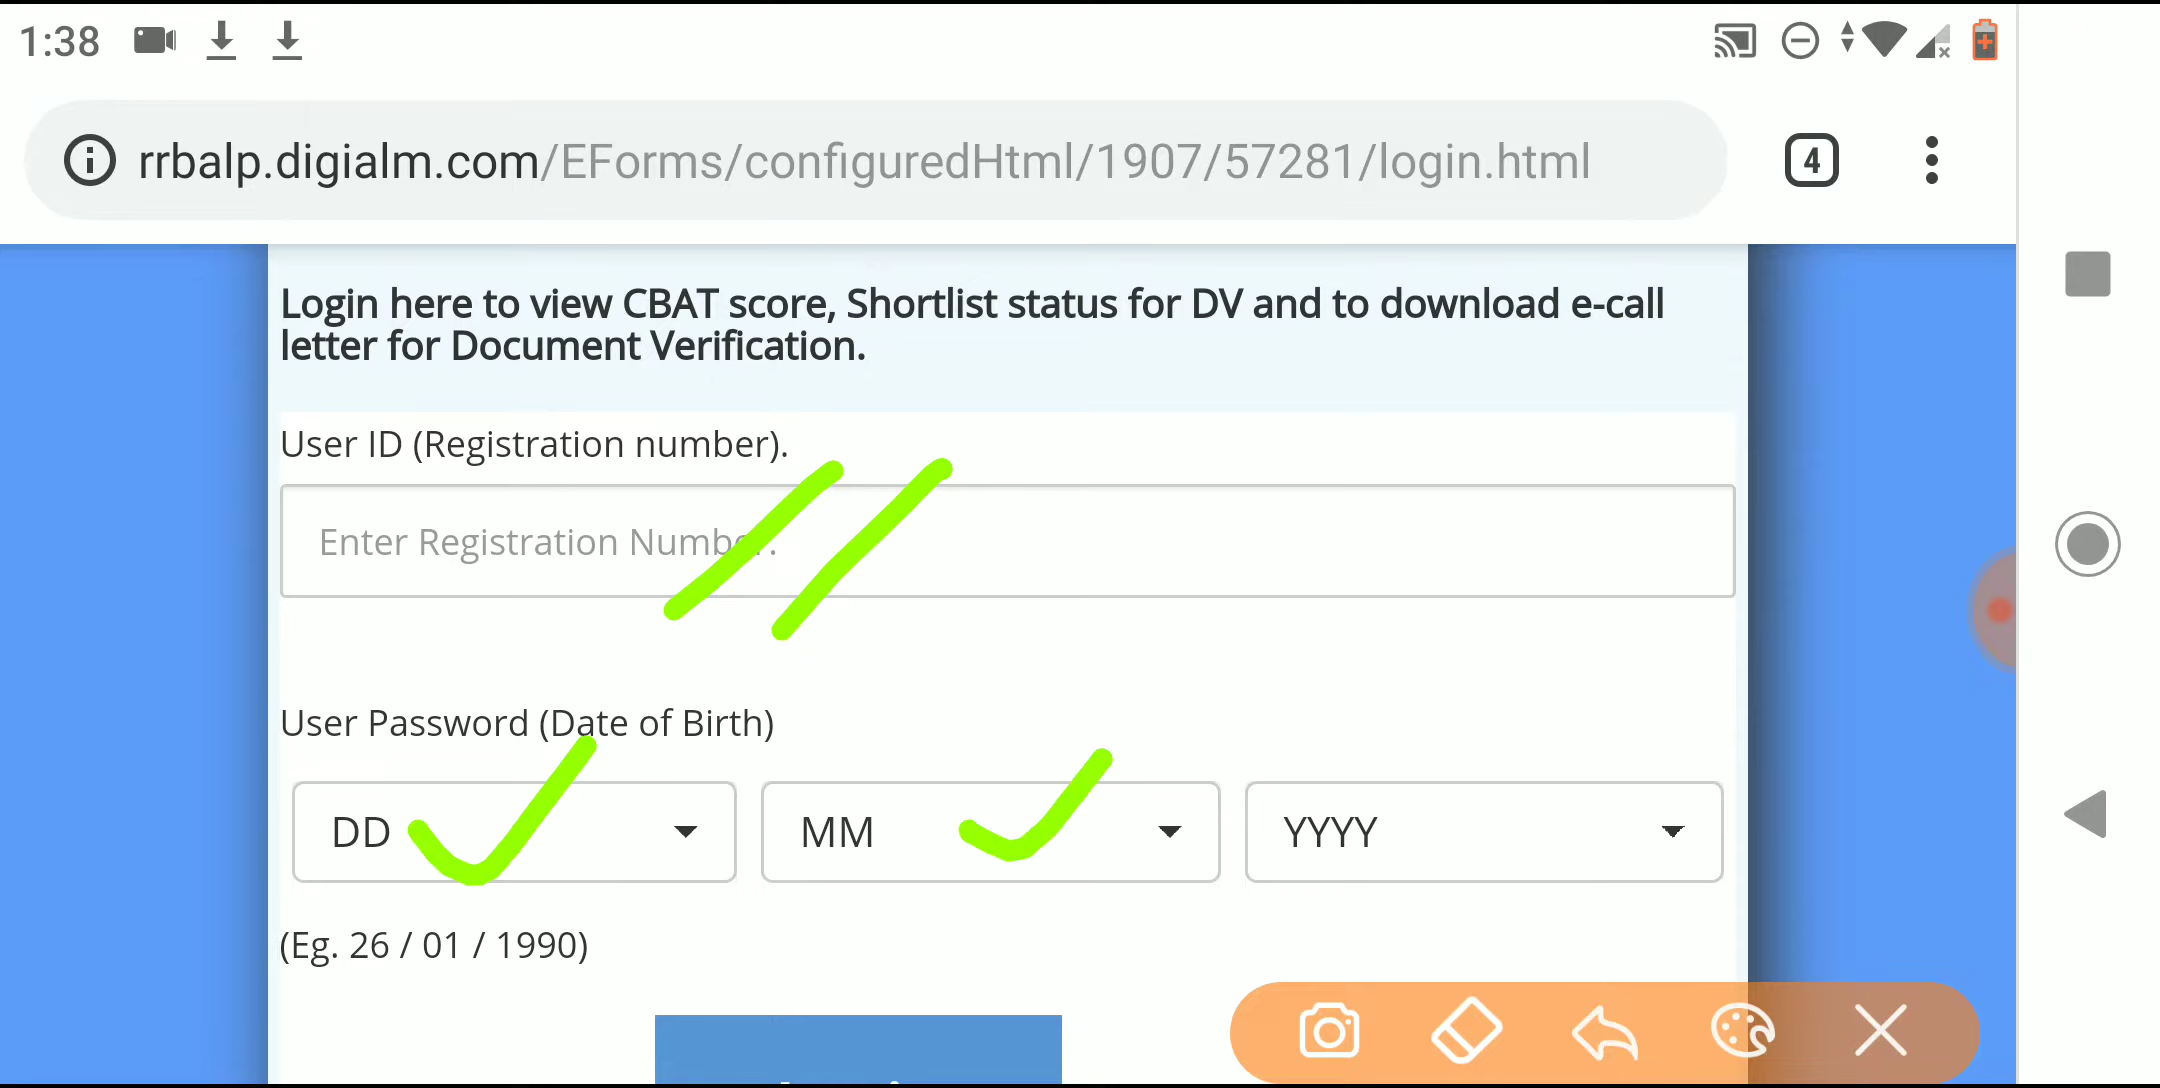 1:38
rrbalp.digialm.com/EForms/configuredHtml/1907/57281/login.html
4
Login here to view CBAT score, Shortlist status for DV and to download e-call
letter for Document Verification.
User ID (Registration number).
Enter Registration Number.
User Password (Date of Birth)
DD MM YYYY
(Eg. 26 / 01 / 1990)